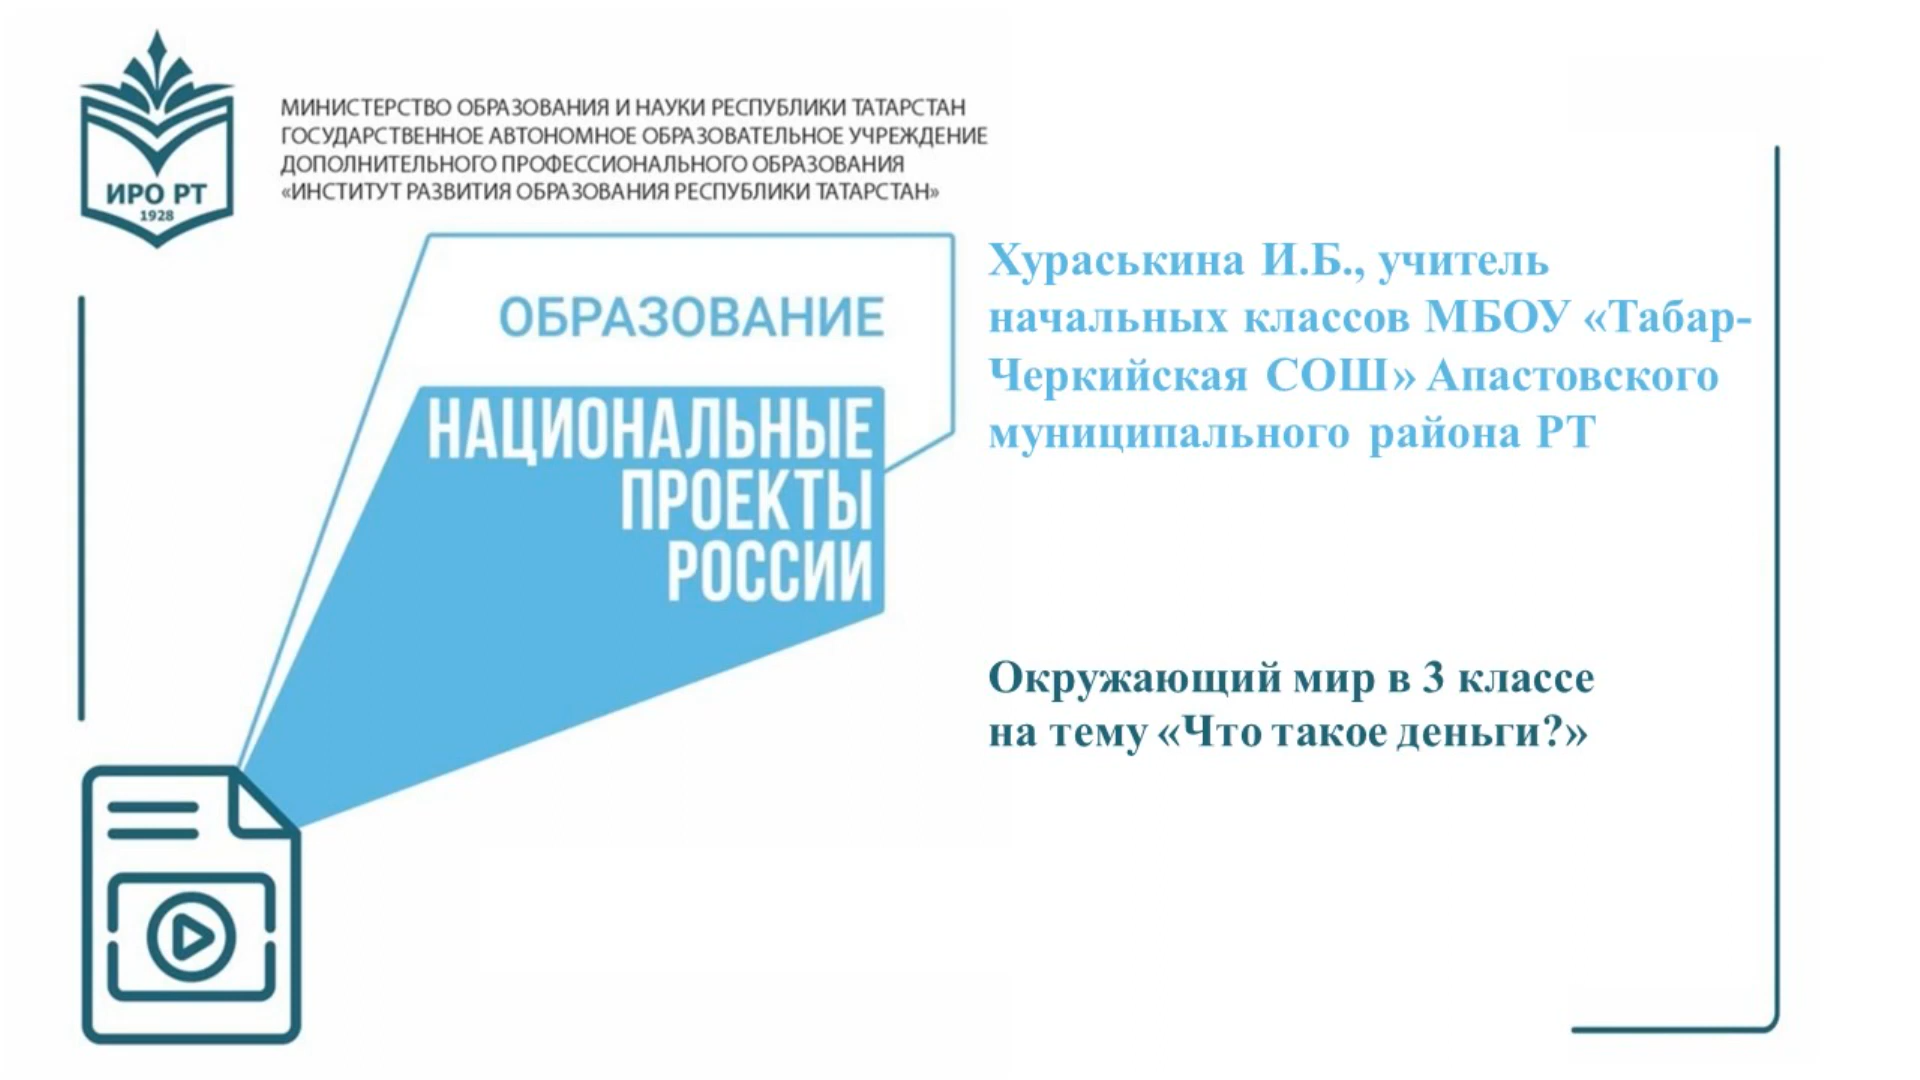 ИРО РТ
1928
МИНИСТЕРСТВО ОБРАЗОВАНИЯ И НАУКИ РЕСПУБЛИКИ ТАТАРСТАН
ГОСУДАРСТВЕННОЕ АВТОНОМНОЕ ОБРАЗОВАТЕЛЬНОЕ УЧРЕЖДЕНИЕ
ДОПОЛНИТЕЛЬНОГО ПРОФЕССИОНАЛЬНОГО ОБРАЗОВАНИЯ
«ИНСТИТУТ РАЗВИТИЯ ОБРАЗОВАНИЯ РЕСПУБЛИКИ ТАТАРСТАН»
ОБРАЗОВАНИЕ
НАЦИОНАЛЬНЫЕ
ПРОЕКТЫ
РОССИИ
Хураськина И.Б., учитель
начальных классов МБОУ «Табар-
Черкийская СОШ» Апастовского
муниципального района РТ
Окружающий мир в 3 классе
на тему «Что такое деньги?»